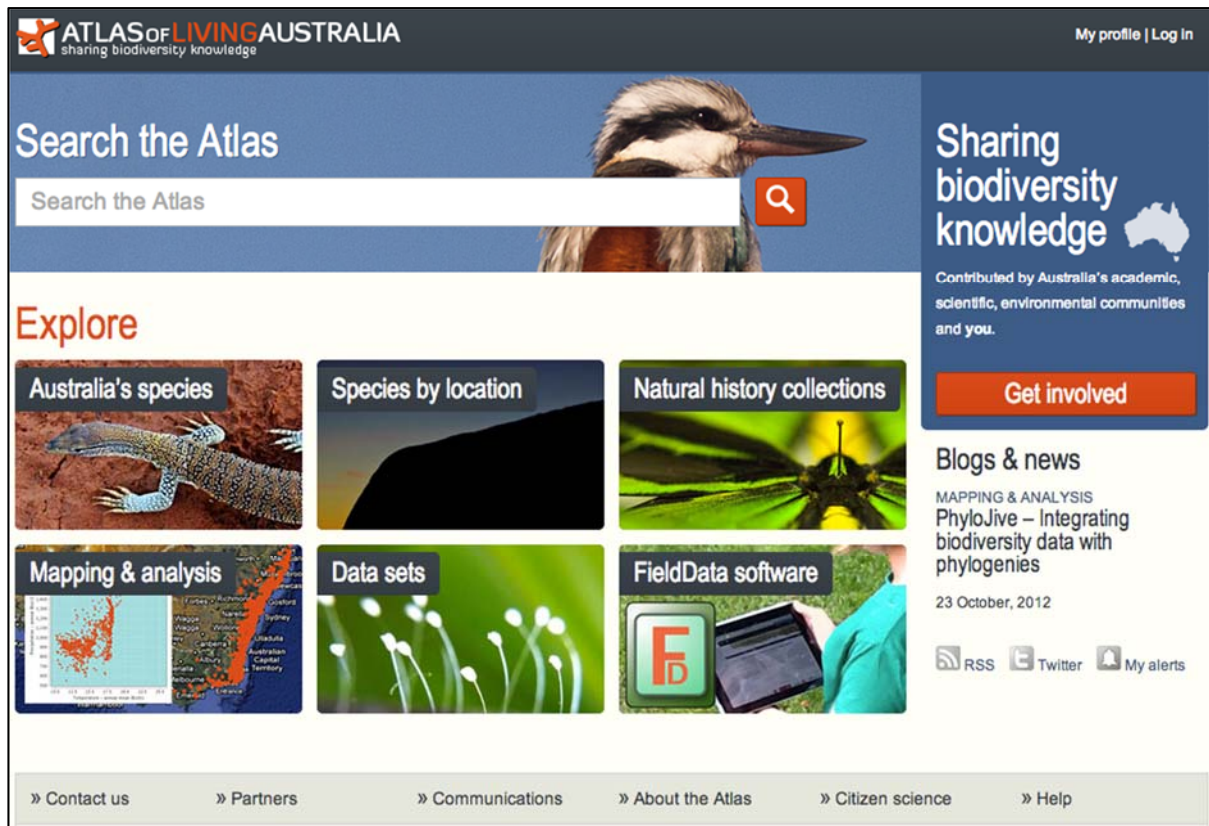 ATLAS OF LIVING AUSTRALIA
sharing biodiversity knowledge
My profile | Log in
Search the Atlas
Search the Atlas
Sharing
biodiversity
knowledge
Contributed by Australia's academic,
scientific, environmental communities
and you.
Get involved
Explore
Australia's species
Species by location
Natural history collections
Mapping & analysis
Data sets
FieldData software
FD
Blogs & news
MAPPING & ANALYSIS
PhyloJive – Integrating
biodiversity data with
phylogenies
23 October, 2012
RSS
Twitter
My alerts
» Contact us
» Partners
» Communications
» About the Atlas
» Citizen science
» Help